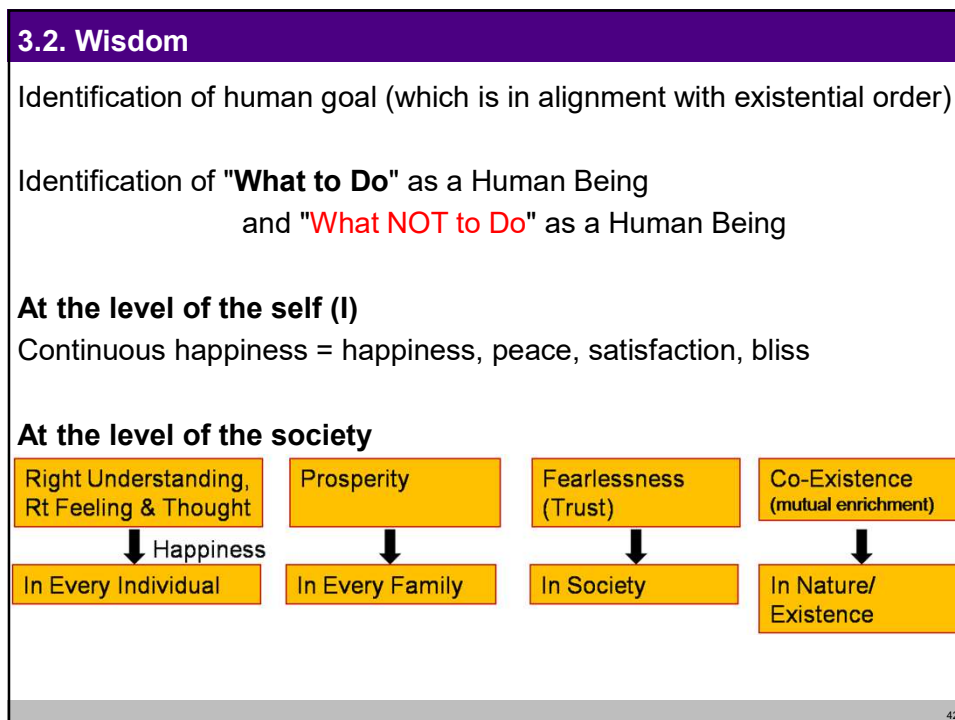 3.2. Wisdom
Identification of human goal (which is in alignment with existential order)
Identification of "What to Do" as a Human Being
and "What NOT to Do" as a Human Being
At the level of the self (I)
Continuous happiness = happiness, peace, satisfaction, bliss
At the level of the society
Right Understanding,
Rt Feeling & Thought
Happiness
In Every Individual
Prosperity
In Every Family
Fearlessness
(Trust)
In Society
Co-Existence
(mutual enrichment)
In Nature/
Existence
42